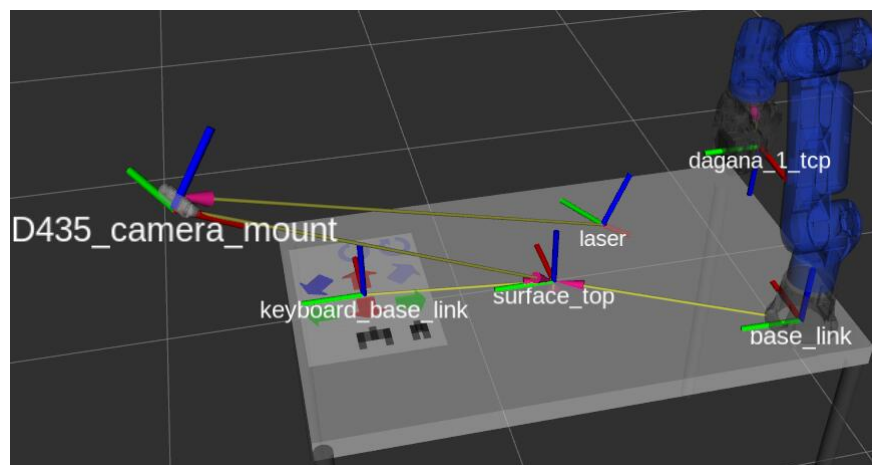 dagana_1_tcp
D435_camera_mount
laser
surface_top
keyboard_base_link
base_link